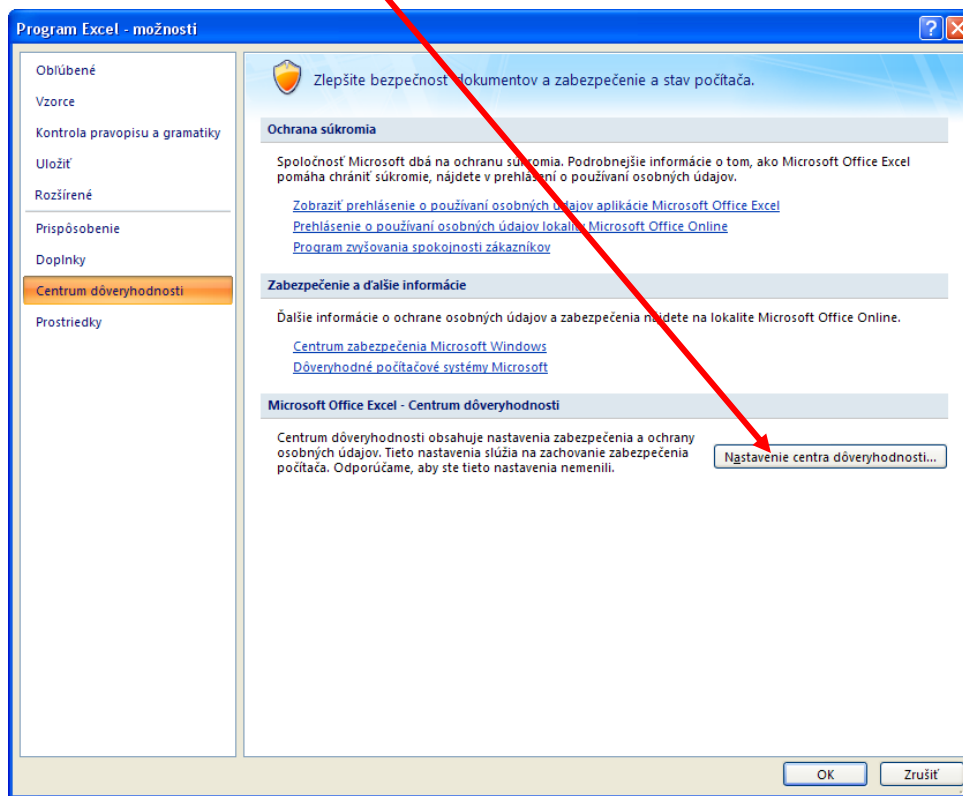 Program Excel - možnosti
Obľúbené
Vzorce
Kontrola pravopisu a gramatiky
Uložiť
Rozšírené
Prispôsobenie
Doplnky
Centrum dôveryhodnosti
Prostriedky
Zlepšite bezpečnosť dokumentov a zabezpečenie a stav počítača.
Ochrana súkromia
Spoločnosť Microsoft dbá na ochranu súkromia. Podrobnejšie informácie o tom, ako Microsoft Office Excel
pomáha chrániť súkromie, nájdete v prehlásení o používaní osobných údajov.
Zobraziť prehlásenie o používaní osobných údajov aplikácie Microsoft Office Excel
Prehlásenie o používaní osobných údajov lokality Microsoft Office Online
Program zvyšovania spokojnosti zákazníkov
Zabezpečenie a ďalšie informácie
Ďalšie informácie o ochrane osobných údajov a zabezpečenia nájdete na lokalite Microsoft Office Online.
Centrum zabezpečenia Microsoft Windows
Dôveryhodné počítačové systémy Microsoft
Microsoft Office Excel - Centrum dôveryhodnosti
Centrum dôveryhodnosti obsahuje nastavenia zabezpečenia a ochrany
osobných údajov. Tieto nastavenia slúžia na zachovanie zabezpečenia
počítača. Odporúčame, aby ste tieto nastavenia nemenili.
Nastavenie centra dôveryhodnosti...
OK
Zrušiť